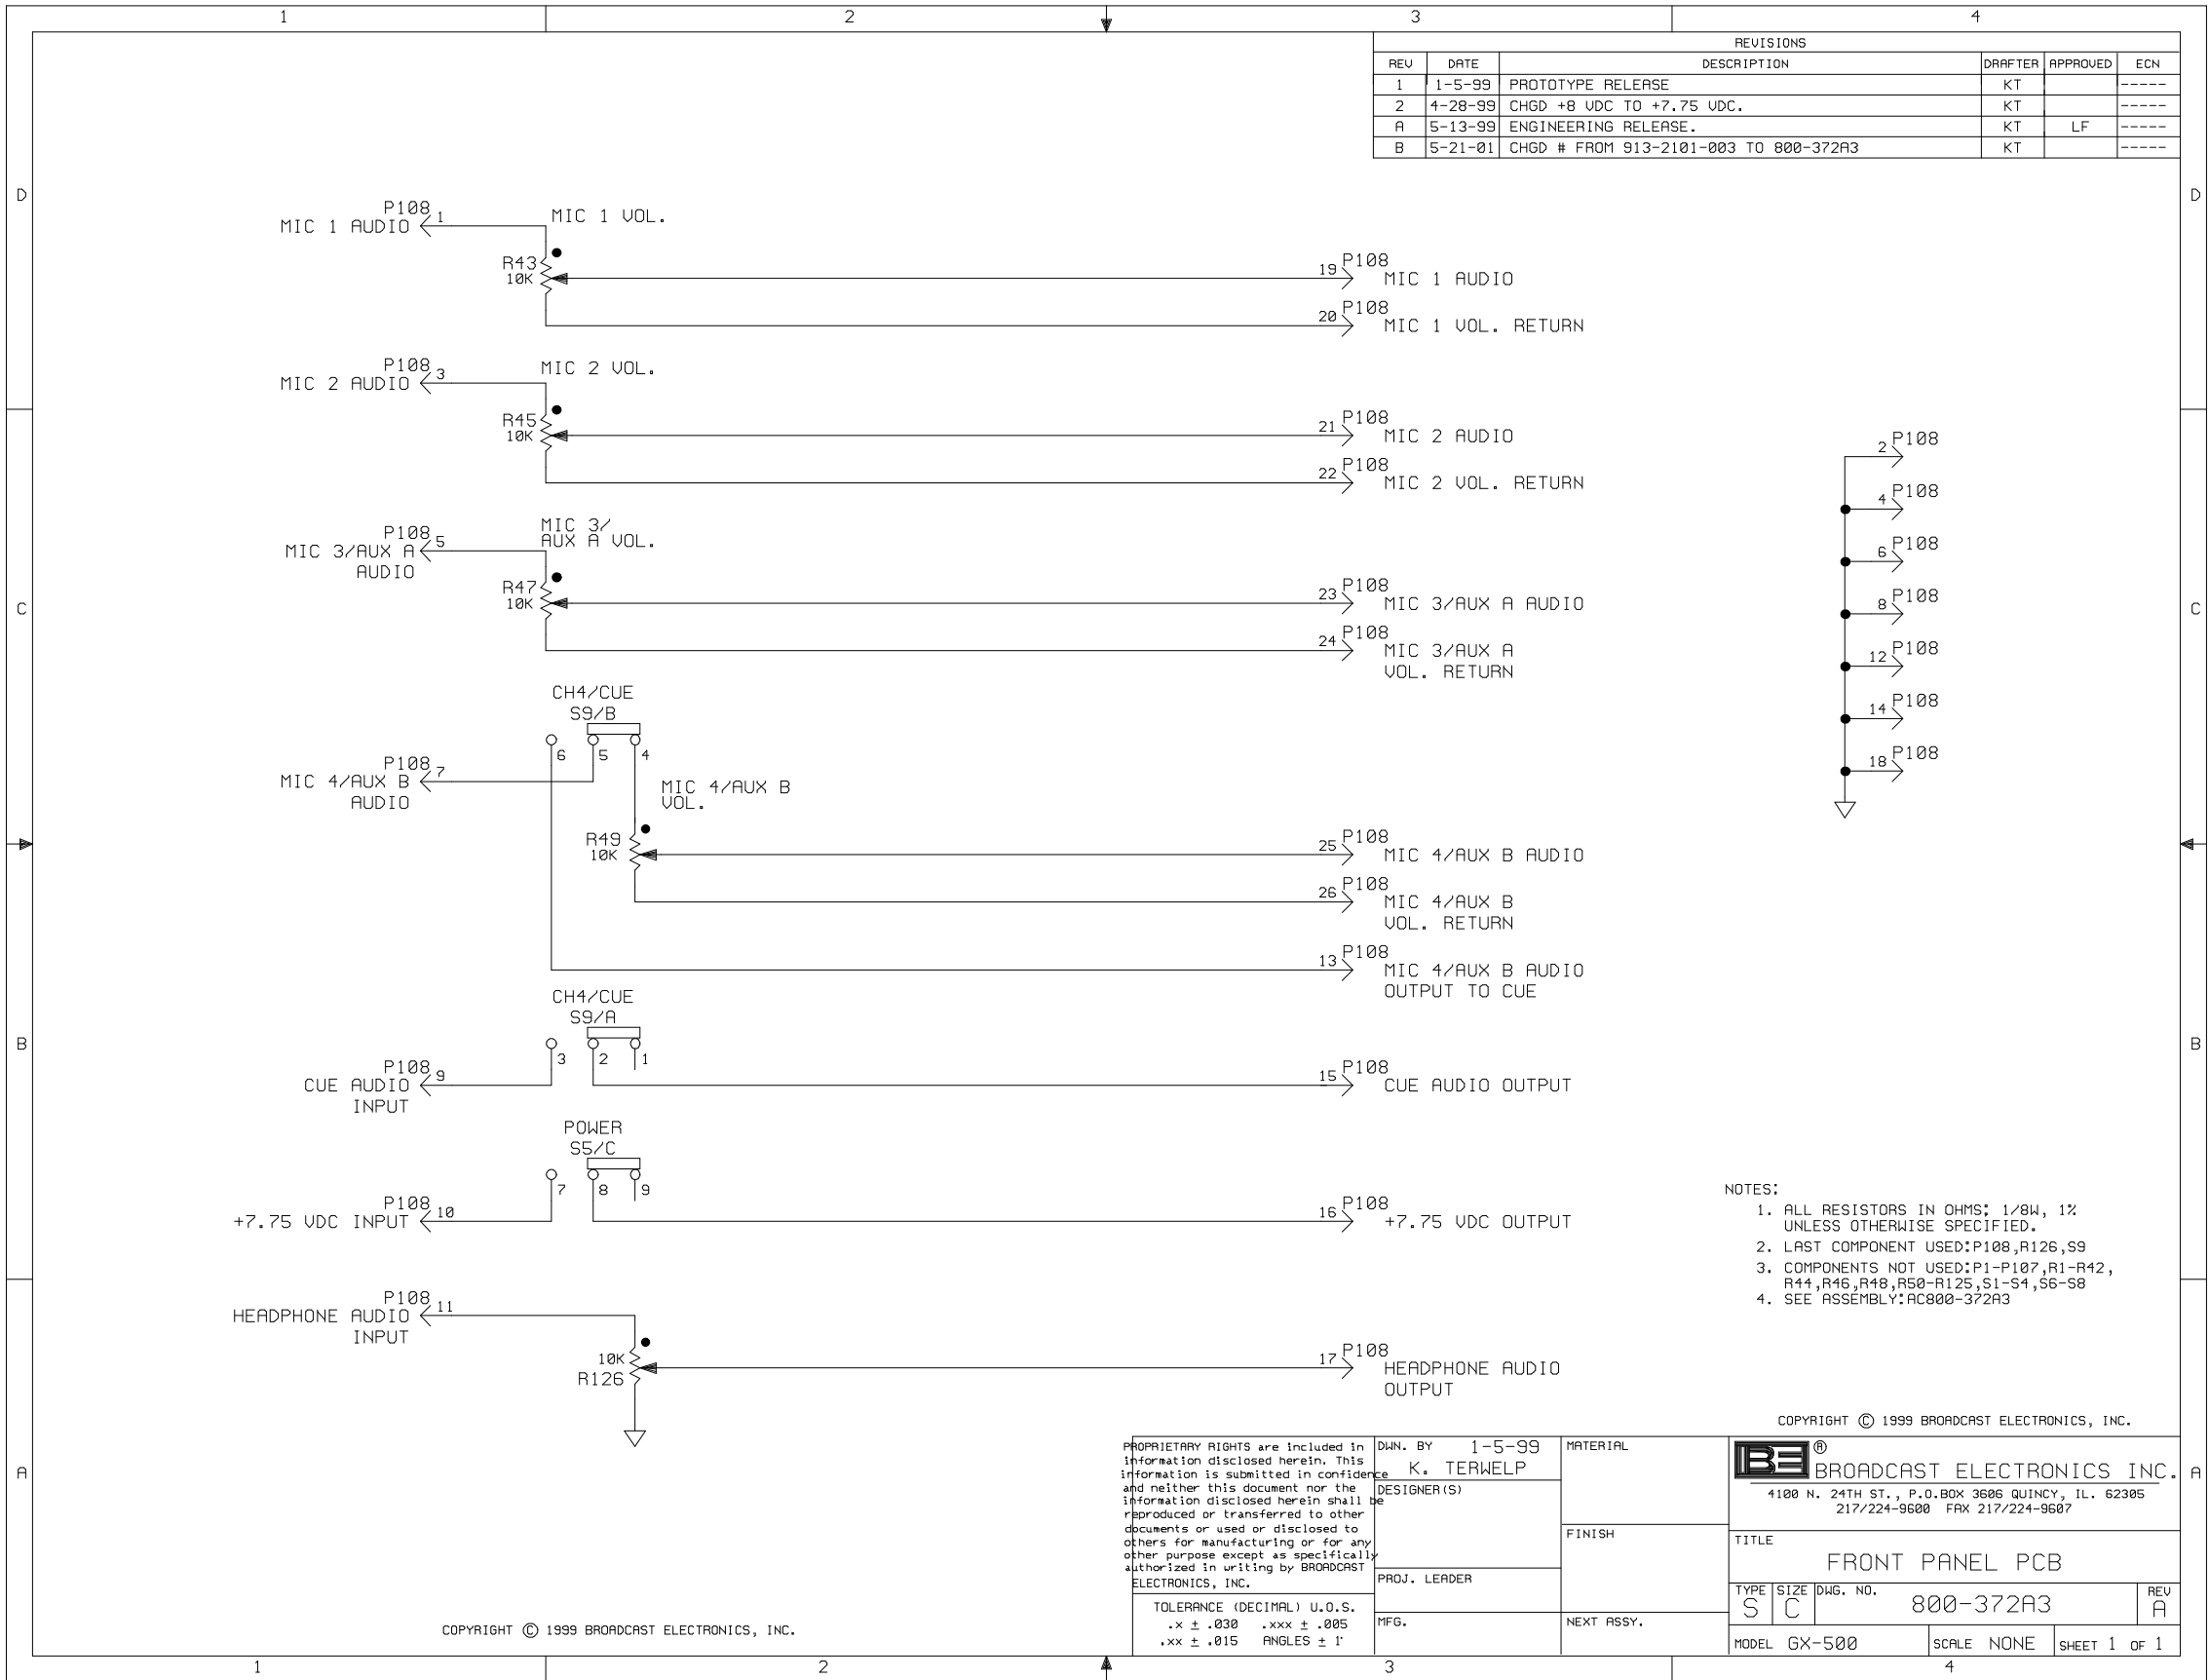 1 2 3 4
REVISIONS
REV DATE DESCRIPTION DRAFTER APPROVED ECN
1 1-5-99 PROTOTYPE RELEASE KT -----
2 4-28-99 CHGD +8 VDC TO +7.75 VDC. KT -----
A 5-13-99 ENGINEERING RELEASE. KT LF -----
B 5-21-01 CHGD # FROM 913-2101-003 TO 800-372A3 KT -----
D D
P108
MIC 1 AUDIO 1
MIC 1 VOL.
R43
10K
19 P108
MIC 1 AUDIO
20 P108
MIC 1 VOL. RETURN
P108
MIC 2 AUDIO 3
MIC 2 VOL.
R45
10K
21 P108
MIC 2 AUDIO
22 P108
MIC 2 VOL. RETURN
P108
MIC 3/AUX A 5
AUDIO
MIC 3/
AUX A VOL.
R47
10K
23 P108
MIC 3/AUX A AUDIO
24 P108
MIC 3/AUX A
VOL. RETURN
2 P108
4 P108
6 P108
8 P108
12 P108
14 P108
18 P108
C C
CH4/CUE
S9/B
6 5 4
P108
MIC 4/AUX B 7
AUDIO
MIC 4/AUX B
VOL.
R49
10K
25 P108
MIC 4/AUX B AUDIO
26 P108
MIC 4/AUX B
VOL. RETURN
13 P108
MIC 4/AUX B AUDIO
OUTPUT TO CUE
CH4/CUE
S9/A
3 2 1
B B
P108
CUE AUDIO 9
INPUT
15 P108
CUE AUDIO OUTPUT
POWER
S5/C
7 8 9
P108
+7.75 VDC INPUT 10
16 P108
+7.75 VDC OUTPUT
P108
HEADPHONE AUDIO 11
INPUT
10K
R126
17 P108
HEADPHONE AUDIO
OUTPUT
NOTES:
1. ALL RESISTORS IN OHMS; 1/8W, 1%
UNLESS OTHERWISE SPECIFIED.
2. LAST COMPONENT USED:P108,R126,S9
3. COMPONENTS NOT USED:P1-P107,R1-R42,
R44,R46,R48,R50-R125,S1-S4,S6-S8
4. SEE ASSEMBLY:AC800-372A3
COPYRIGHT © 1999 BROADCAST ELECTRONICS, INC.
A A
PROPRIETARY RIGHTS are included in
information disclosed herein. This
information is submitted in confidence
and neither this document nor the
information disclosed herein shall be
reproduced or transferred to other
documents or used or disclosed to
others for manufacturing or for any
other purpose except as specifically
authorized in writing by BROADCAST
ELECTRONICS, INC.
TOLERANCE (DECIMAL) U.O.S.
.x ± .030 .xxx ± .005
.xx ± .015 ANGLES ± 1°
DWN. BY 1-5-99
K. TERWELP
DESIGNER(S)
PROJ. LEADER
MFG.
MATERIAL
FINISH
NEXT ASSY.
BE ®
BROADCAST ELECTRONICS INC.
4100 N. 24TH ST., P.O.BOX 3606 QUINCY, IL. 62305
217/224-9600 FAX 217/224-9607
TITLE
FRONT PANEL PCB
TYPE SIZE DWG. NO. REV
S C 800-372A3 A
MODEL GX-500 SCALE NONE SHEET 1 OF 1
COPYRIGHT © 1999 BROADCAST ELECTRONICS, INC.
1 2 3 4